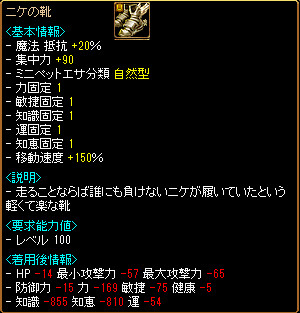 ニケの靴
<基本情報>
- 魔法 抵抗 +20%
- 集中力 +90
- ミニペットエサ分類 自然型
- 力固定 1
- 敏捷固定 1
- 知識固定 1
- 運固定 1
- 知恵固定 1
- 移動速度 +150%
<説明>
- 走ることならば誰にも負けないニケが履いていたという
軽くて楽な靴
<要求能力値>
- レベル 100
<着用後情報>
- HP -14 最小攻撃力 -57 最大攻撃力 -65
- 防御力 -15 力 -169 敏捷 -75 健康 -5
- 知識 -855 知恵 -810 運 -54